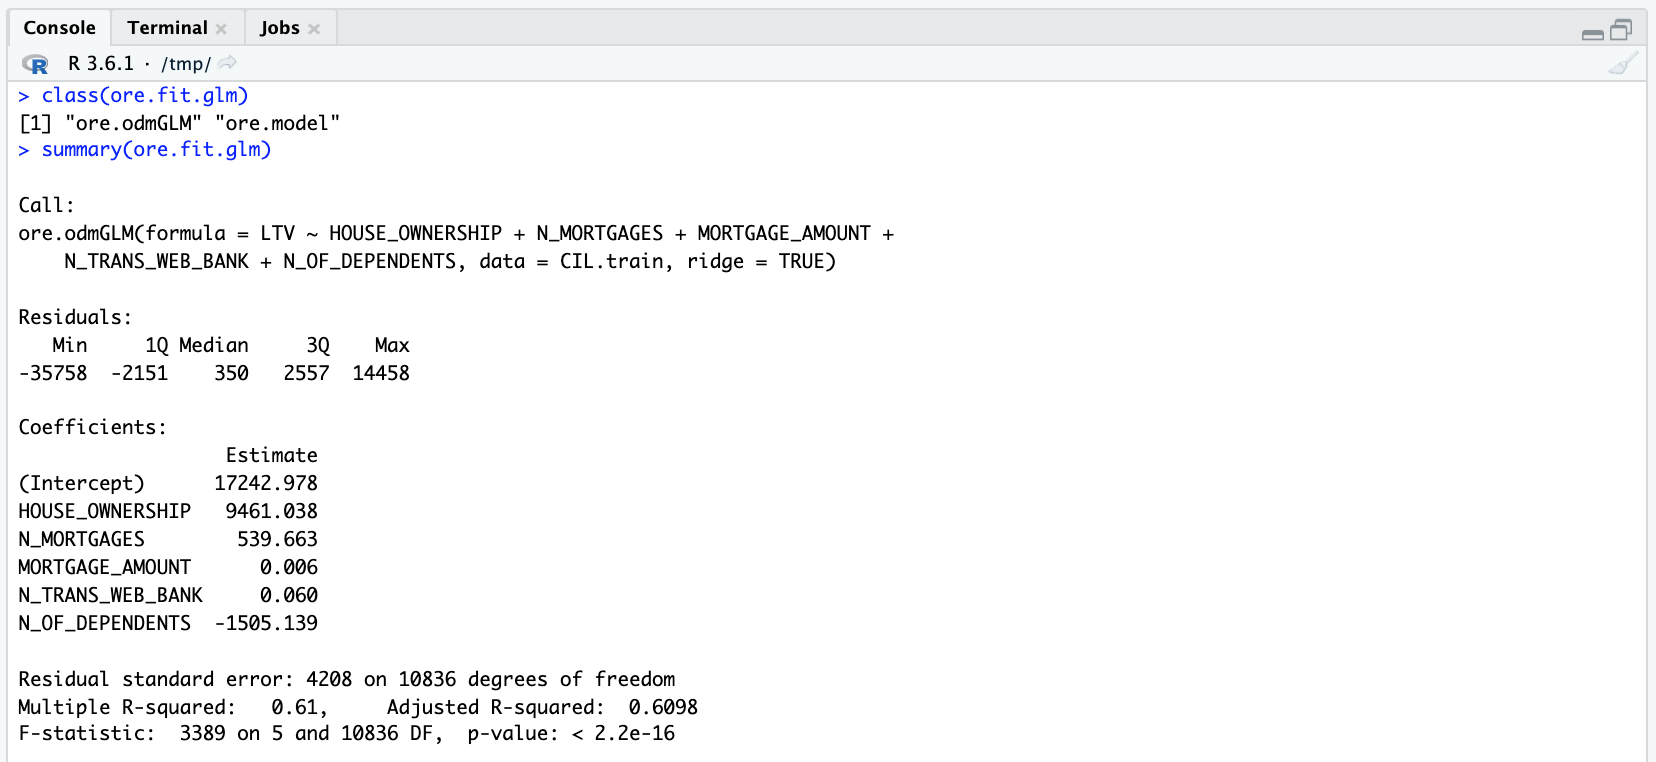 Console Terminal Jobs
R R 3.6.1 · /tmp/
> class(ore.fit.glm)
[1] "ore.odmGLM" "ore.model"
> summary(ore.fit.glm)
Call:
ore.odmGLM(formula = LTV ~ HOUSE_OWNERSHIP + N_MORTGAGES + MORTGAGE_AMOUNT +
    N_TRANS_WEB_BANK + N_OF_DEPENDENTS, data = CIL.train, ridge = TRUE)
Residuals:
   Min     1Q Median     3Q    Max
-35758  -2151    350   2557  14458
Coefficients:
                  Estimate
(Intercept)      17242.978
HOUSE_OWNERSHIP   9461.038
N_MORTGAGES        539.663
MORTGAGE_AMOUNT      0.006
N_TRANS_WEB_BANK     0.060
N_OF_DEPENDENTS  -1505.139
Residual standard error: 4208 on 10836 degrees of freedom
Multiple R-squared:   0.61,     Adjusted R-squared:  0.6098
F-statistic:  3389 on 5 and 10836 DF,  p-value: < 2.2e-16